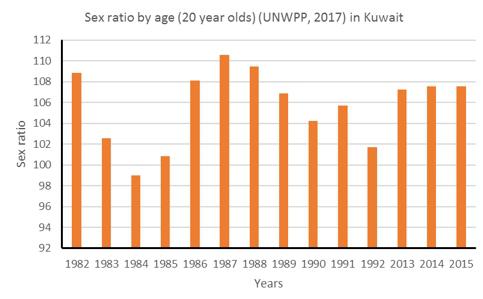 Sex ratio by age (20 year olds) (UNWPP, 2017) in Kuwait
112
110
108
106
104
102
100
98
96
94
92
Sex ratio
1982 1983 1984 1985 1986 1987 1988 1989 1990 1991 1992 2013 2014 2015
Years